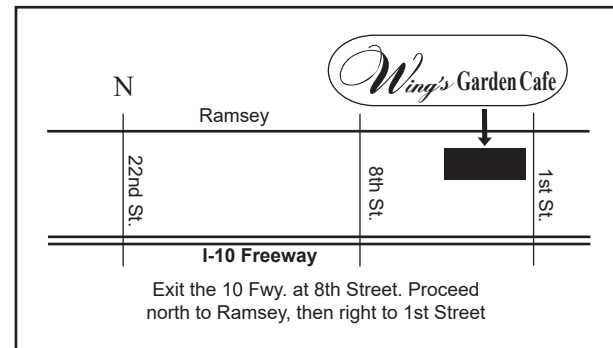 Wing's Garden Cafe
N
Ramsey
22nd St.
8th St.
1st St.
I-10 Freeway
Exit the 10 Fwy. at 8th Street. Proceed
north to Ramsey, then right to 1st Street